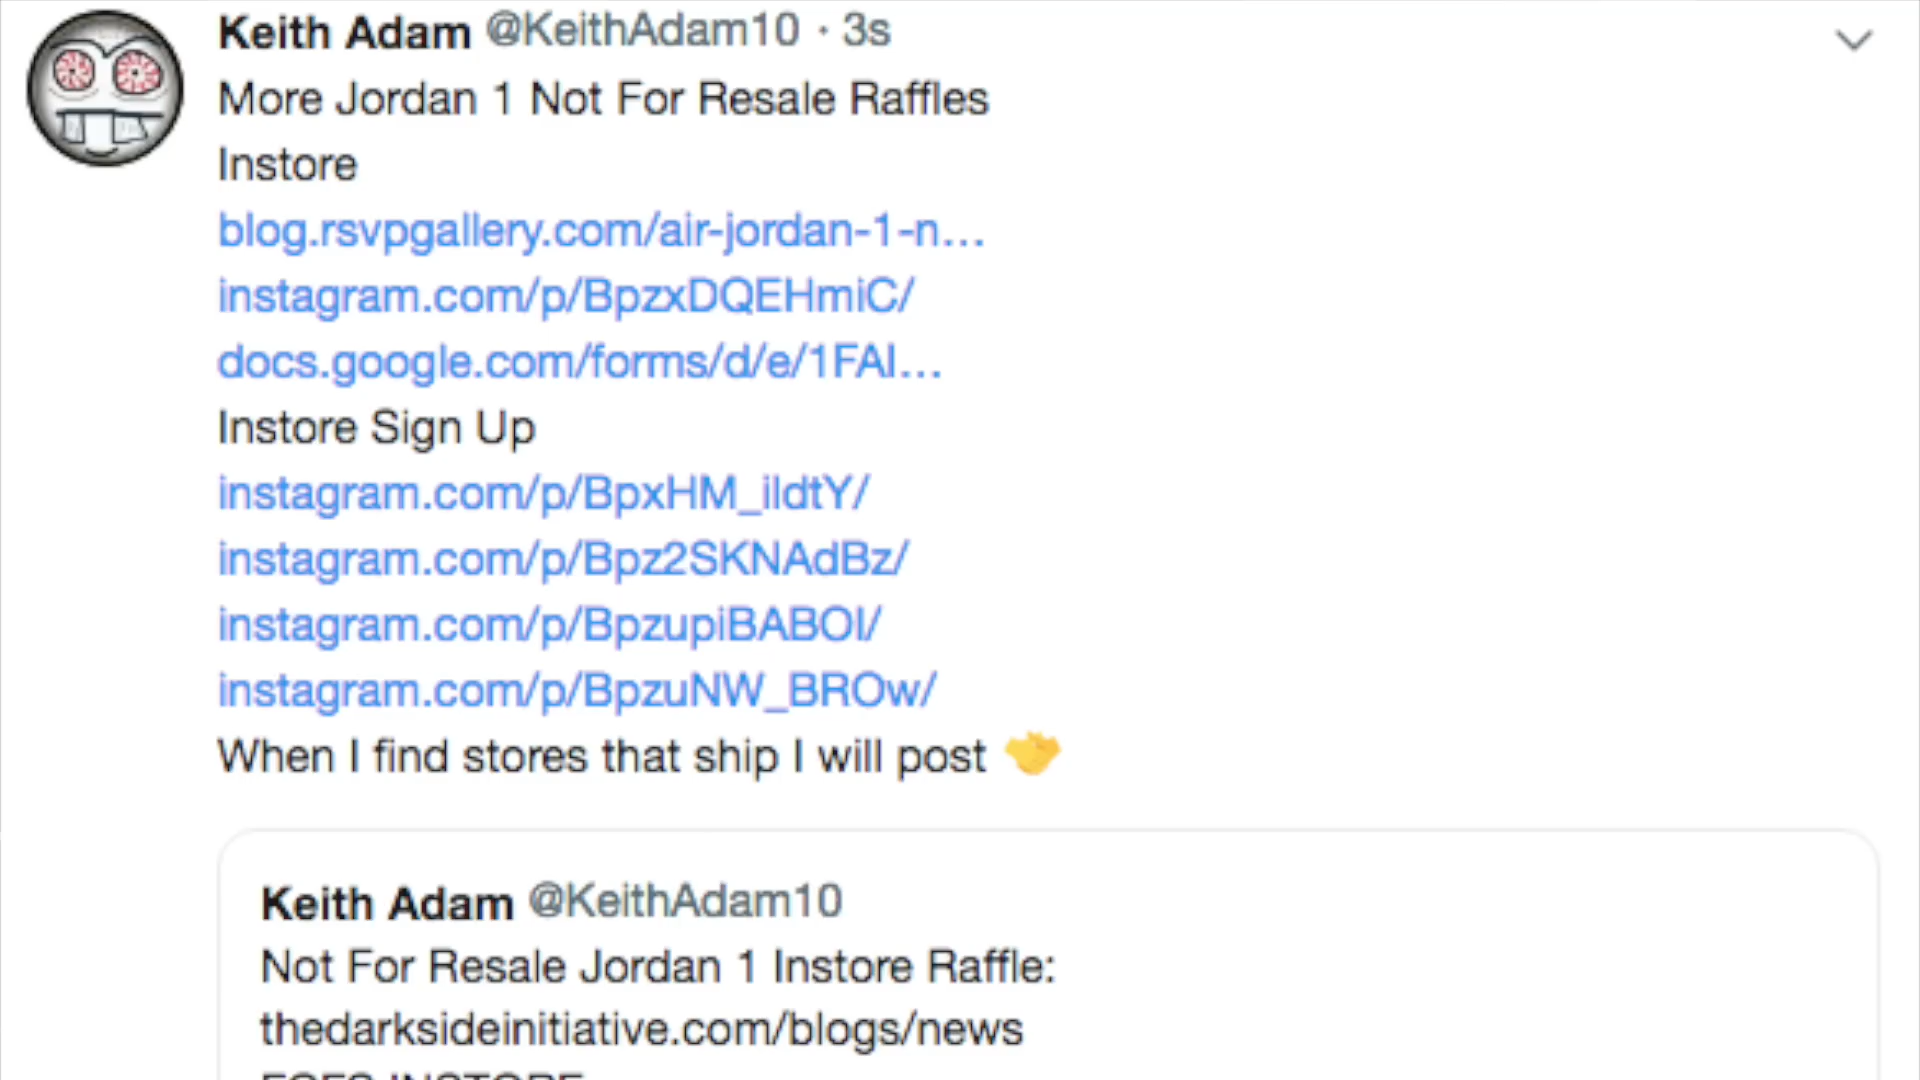 Keith Adam @KeithAdam10 · 3s
More Jordan 1 Not For Resale Raffles
Instore
blog.rsvpgallery.com/air-jordan-1-n...
instagram.com/p/BpzxDQEHmiC/
docs.google.com/forms/d/e/1FAI...
Instore Sign Up
instagram.com/p/BpxHM_ildtY/
instagram.com/p/Bpz2SKNAdBz/
instagram.com/p/BpzupiBABOl/
instagram.com/p/BpzuNW_BROw/
When I find stores that ship I will post
Keith Adam @KeithAdam10
Not For Resale Jordan 1 Instore Raffle:
thedarksideinitiative.com/blogs/news